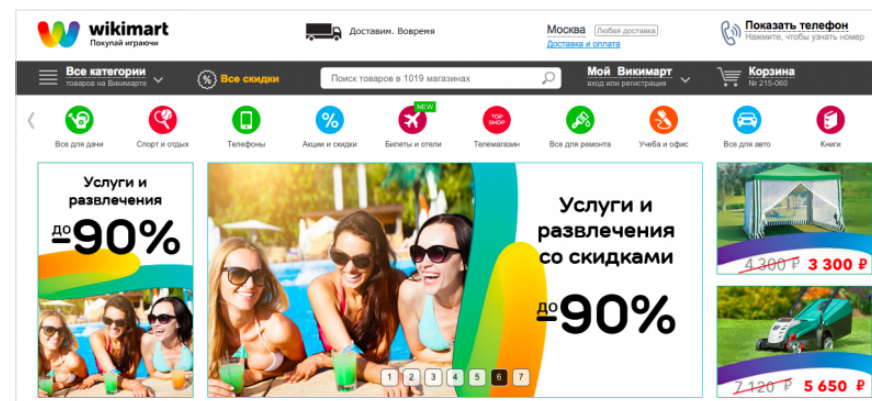 wikimart
Покупай играючи
Доставим. Вовремя
Москва
Любая доставка
Доставка и оплата
Показать телефон
Нажмите, чтобы узнать номер
Все категории
товаров на Викимарте
%
Все скидки
Поиск товаров в 1019 магазинах
Мой Викимарт
вход или регистрация
Корзина
№ 215-060
Все для дачи
Спорт и отдых
Телефоны
%
Акции и скидки
NEW
Билеты и отели
TOP SHOP
Телемагазин
Все для ремонта
Учеба и офис
Все для авто
Книги
Услуги и
развлечения
до
–90%
Услуги и
развлечения
со скидками
до
–90%
1 2 3 4 5 6 7
4 300 ₽ 3 300 ₽
7 120 ₽ 5 650 ₽